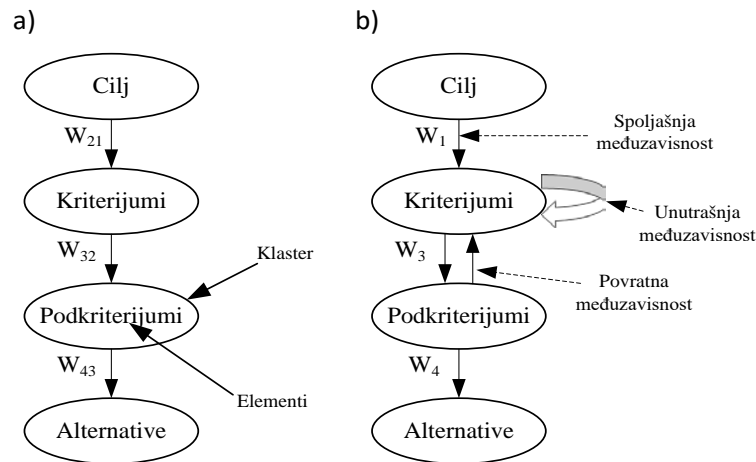 a)
Cilj
W21
Kriterijumi
W32
Klaster
Podkriterijumi
W43
Elementi
Alternative
b)
Cilj
W1
Spoljašnja
međuzavisnost
Kriterijumi
Unutrašnja
međuzavisnost
W3
Povratna
međuzavisnost
Podkriterijumi
W4
Alternative